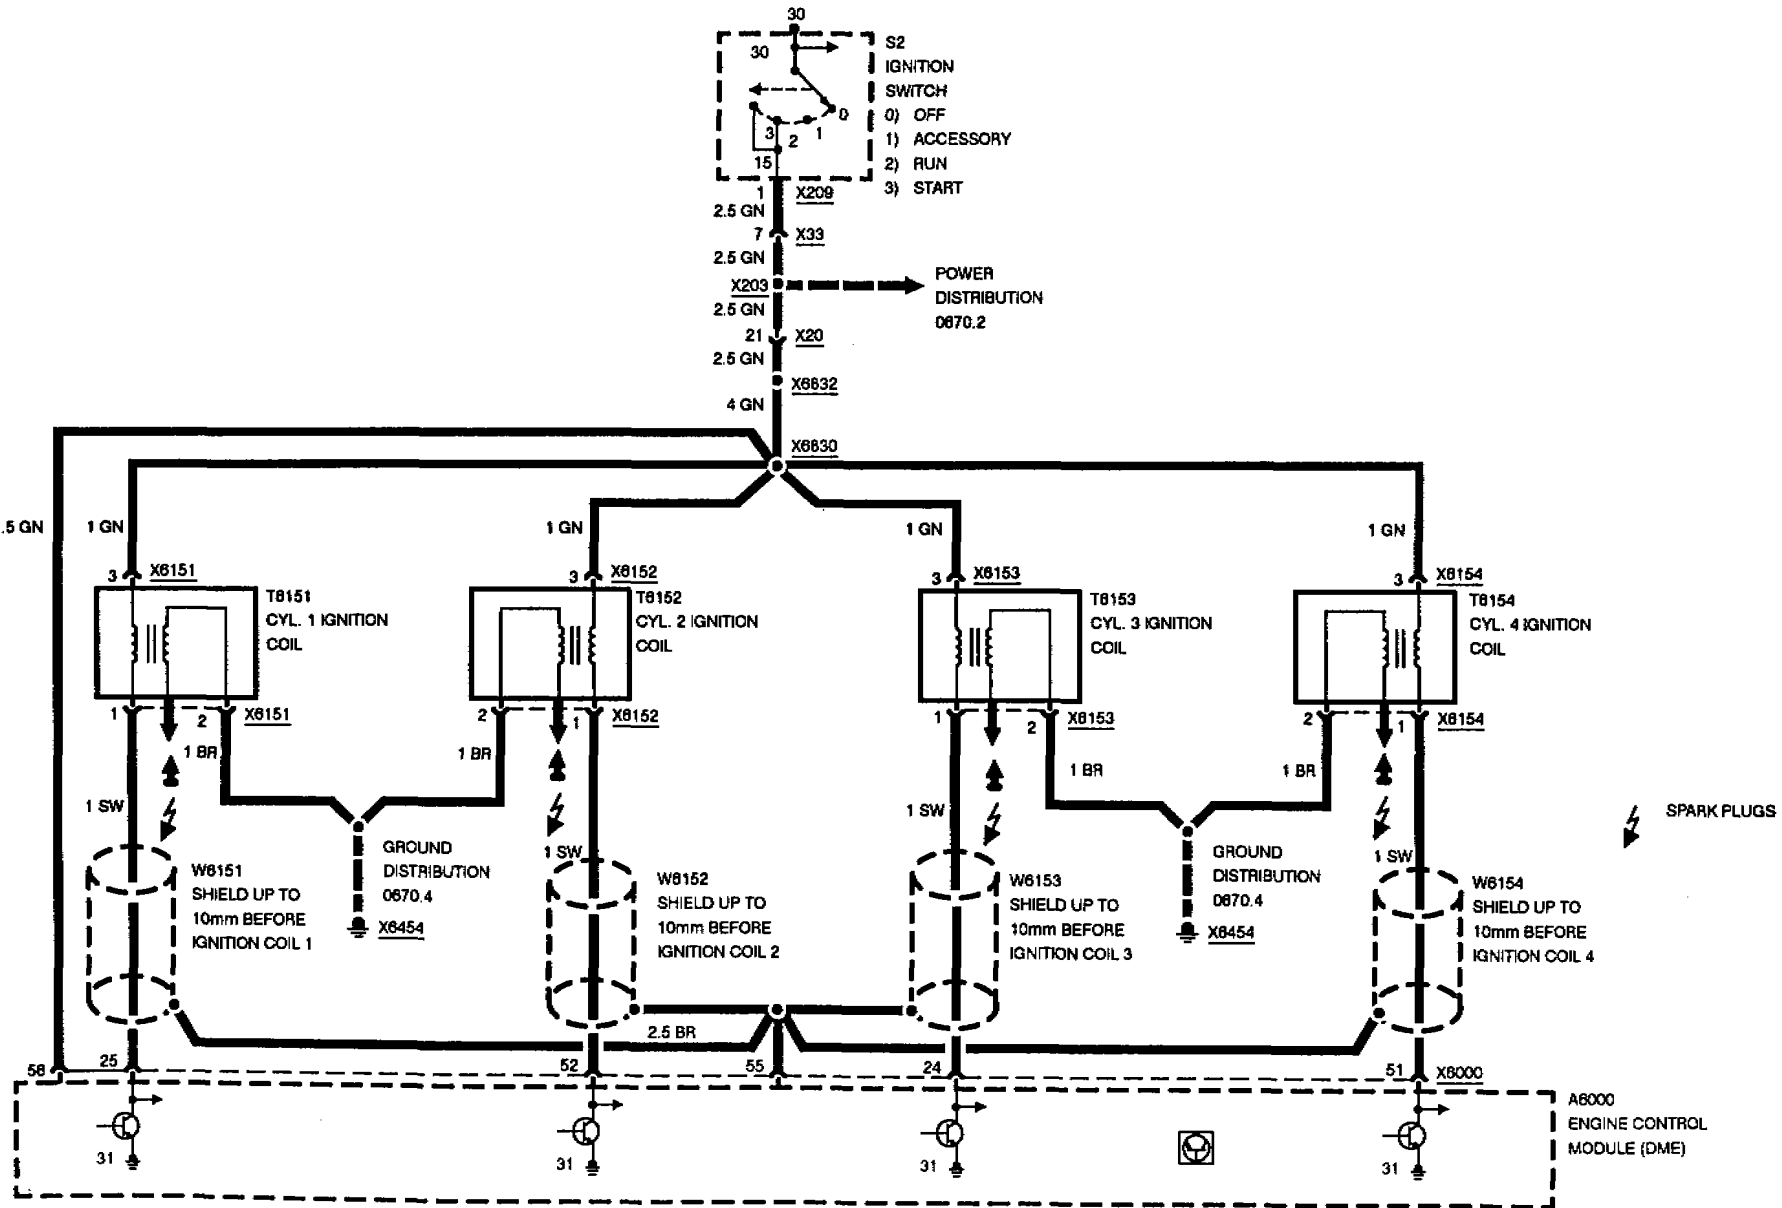 30
30
S2
IGNITION
SWITCH
0) OFF
1) ACCESSORY
2) RUN
3) START
0
3
2
1
15
1
X209
2.5 GN
7
X33
2.5 GN
X203
POWER
DISTRIBUTION
0670.2
2.5 GN
21
X20
2.5 GN
X6832
4 GN
X6830
.5 GN
1 GN
1 GN
1 GN
1 GN
3
X6151
3
X6152
3
X6153
3
X6154
T6151
CYL. 1 IGNITION
COIL
T6152
CYL. 2 IGNITION
COIL
T6153
CYL. 3 IGNITION
COIL
T6154
CYL. 4 IGNITION
COIL
1
2
X6151
2
1
X6152
1
2
X6153
2
1
X6154
1 BR
1 BR
1 BR
1 BR
1 SW
1 SW
1 SW
1 SW
SPARK PLUGS
GROUND
DISTRIBUTION
0670.4
X6454
GROUND
DISTRIBUTION
0670.4
X6454
W6151
SHIELD UP TO
10mm BEFORE
IGNITION COIL 1
W6152
SHIELD UP TO
10mm BEFORE
IGNITION COIL 2
W6153
SHIELD UP TO
10mm BEFORE
IGNITION COIL 3
W6154
SHIELD UP TO
10mm BEFORE
IGNITION COIL 4
2.5 BR
56
25
52
55
24
51
X6000
A6000
ENGINE CONTROL
MODULE (DME)
31
31
31
31